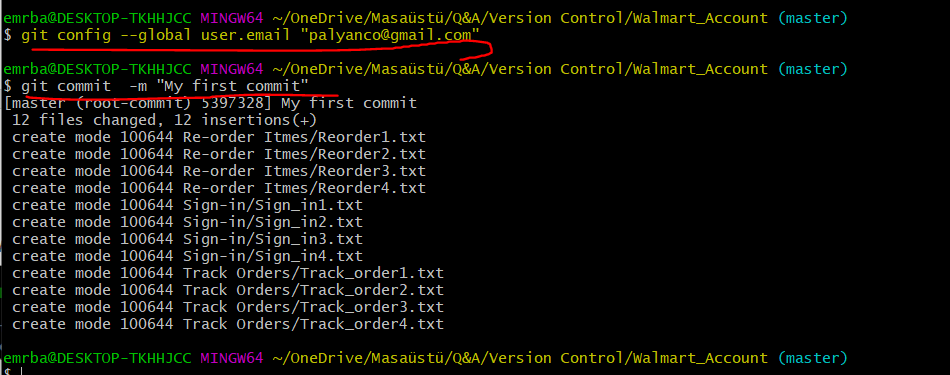 emrba@DESKTOP-TKHHJCC MINGW64 ~/OneDrive/Masaüstü/Q&A/Version Control/Walmart_Account (master)
$ git config --global user.email "palyanco@gmail.com"
emrba@DESKTOP-TKHHJCC MINGW64 ~/OneDrive/Masaüstü/Q&A/Version Control/Walmart_Account (master)
$ git commit  -m "My first commit"
[master (root-commit) 5397328] My first commit
 12 files changed, 12 insertions(+)
 create mode 100644 Re-order Itmes/Reorder1.txt
 create mode 100644 Re-order Itmes/Reorder2.txt
 create mode 100644 Re-order Itmes/Reorder3.txt
 create mode 100644 Re-order Itmes/Reorder4.txt
 create mode 100644 Sign-in/Sign_in1.txt
 create mode 100644 Sign-in/Sign_in2.txt
 create mode 100644 Sign-in/Sign_in3.txt
 create mode 100644 Sign-in/Sign_in4.txt
 create mode 100644 Track Orders/Track_order1.txt
 create mode 100644 Track Orders/Track_order2.txt
 create mode 100644 Track Orders/Track_order3.txt
 create mode 100644 Track Orders/Track_order4.txt
emrba@DESKTOP-TKHHJCC MINGW64 ~/OneDrive/Masaüstü/Q&A/Version Control/Walmart_Account (master)
$